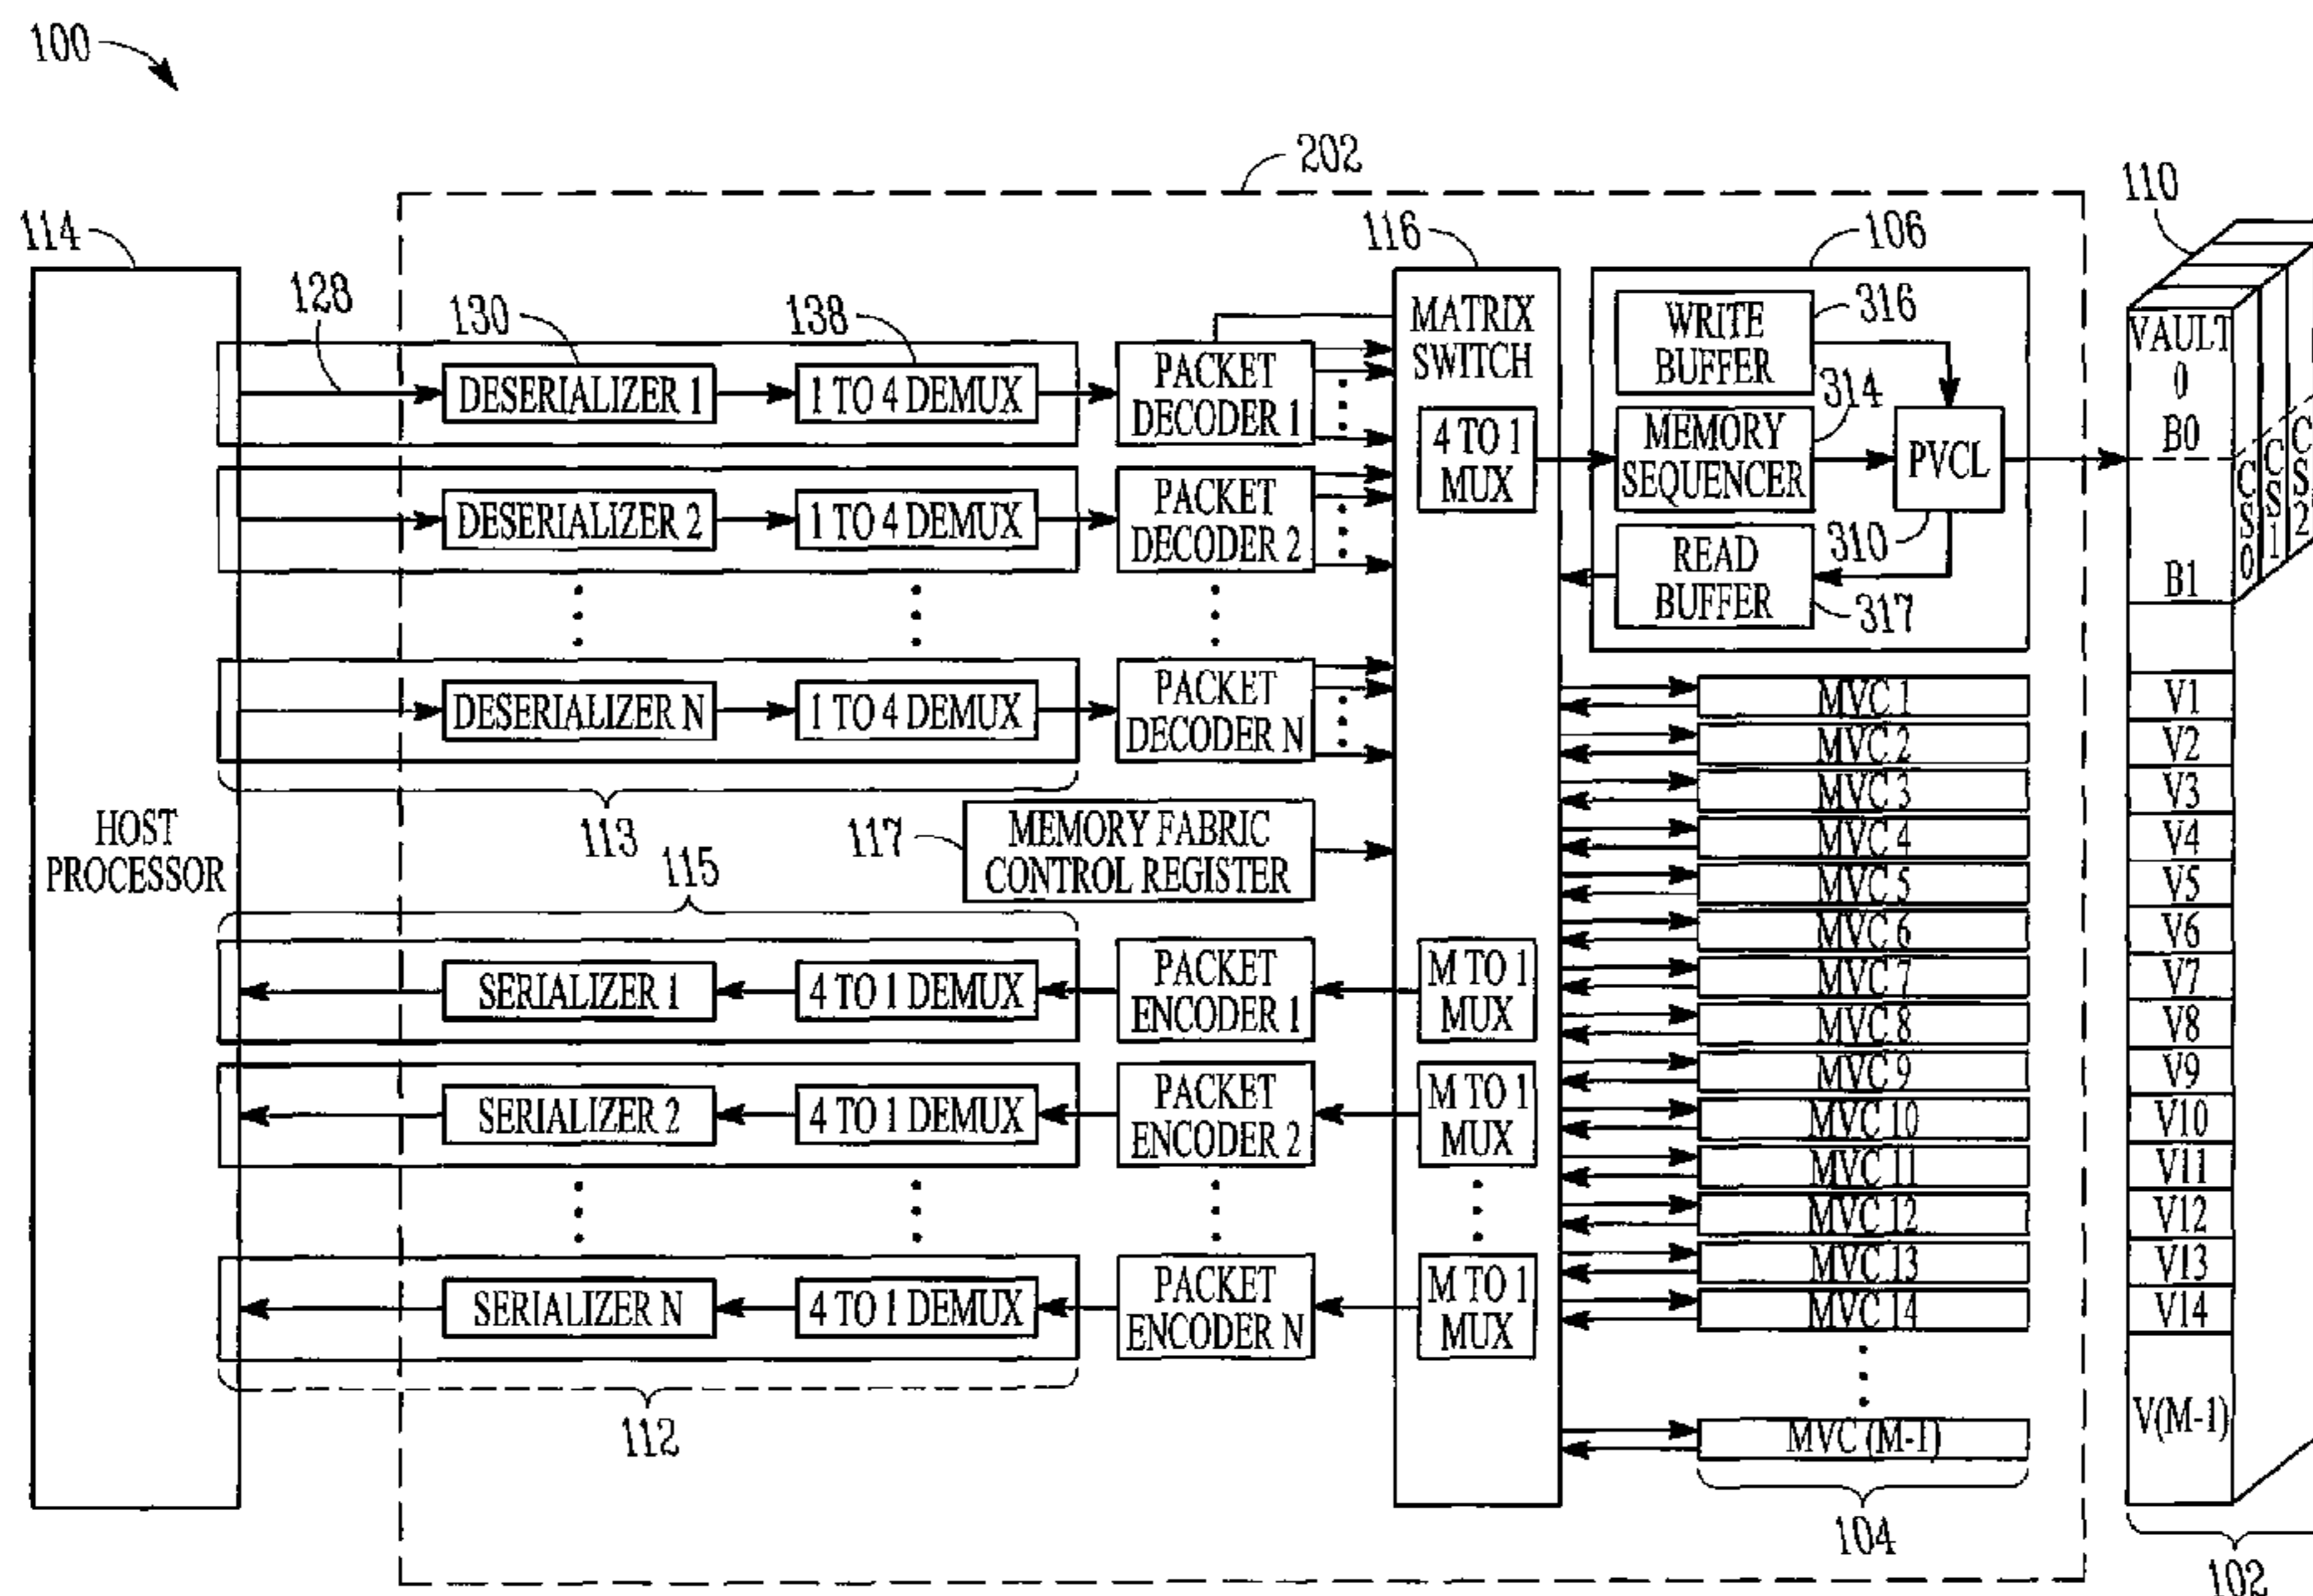 100
202
110
114
116
106
128
130
138
DESERIALIZER 1
1 TO 4 DEMUX
PACKET
DECODER 1
MATRIX
SWITCH
4 TO 1
MUX
WRITE
BUFFER
316
314
MEMORY
SEQUENCER
PVCL
READ
BUFFER
310
317
VAULT
0
B0
B1
CS0
CS1
CS2
DESERIALIZER 2
1 TO 4 DEMUX
PACKET
DECODER 2
DESERIALIZER N
1 TO 4 DEMUX
PACKET
DECODER N
113
HOST
PROCESSOR
117
MEMORY FABRIC
CONTROL REGISTER
115
SERIALIZER 1
4 TO 1 DEMUX
PACKET
ENCODER 1
M TO 1
MUX
SERIALIZER 2
4 TO 1 DEMUX
PACKET
ENCODER 2
M TO 1
MUX
SERIALIZER N
4 TO 1 DEMUX
PACKET
ENCODER N
M TO 1
MUX
112
MVC 1
MVC 2
MVC 3
MVC 4
MVC 5
MVC 6
MVC 7
MVC 8
MVC 9
MVC 10
MVC 11
MVC 12
MVC 13
MVC 14
MVC (M-1)
104
V1
V2
V3
V4
V5
V6
V7
V8
V9
V10
V11
V12
V13
V14
V(M-1)
102